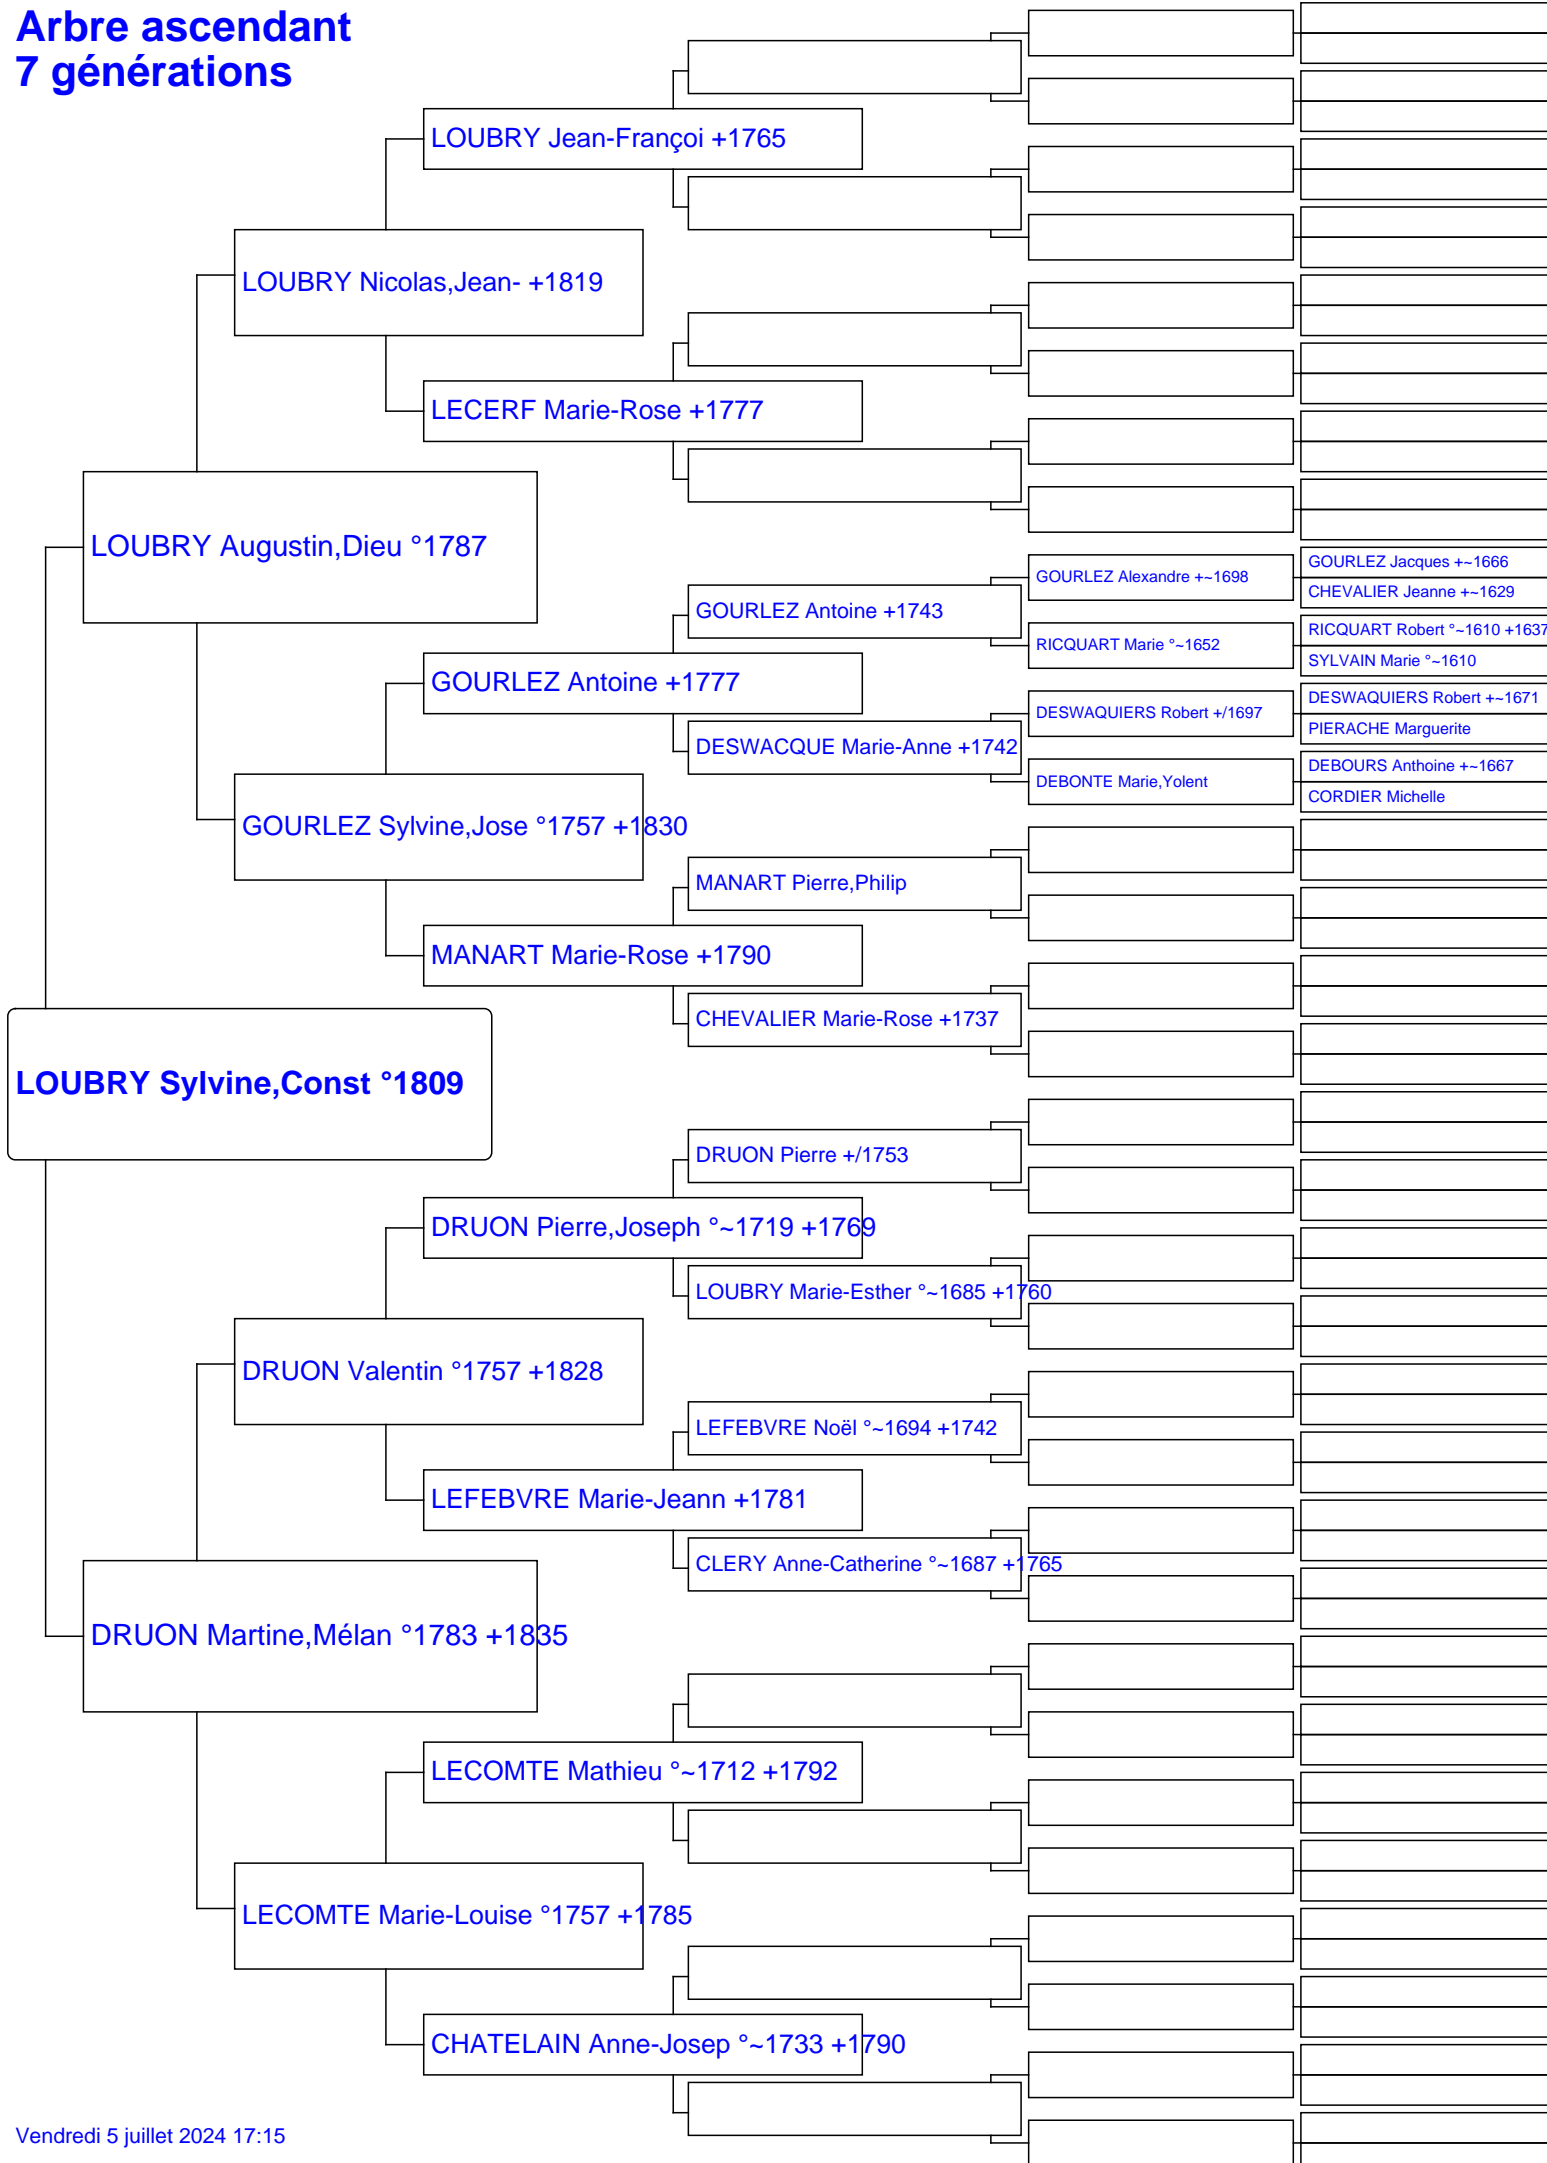 Arbre ascendant
7 générations
LOUBRY Jean-Françoi +1765
LOUBRY Nicolas,Jean- +1819
LECERF Marie-Rose +1777
LOUBRY Augustin,Dieu °1787
GOURLEZ Jacques +~1666
GOURLEZ Alexandre +~1698
CHEVALIER Jeanne +~1629
GOURLEZ Antoine +1743
RICQUART Robert °~1610 +1637
RICQUART Marie °~1652
SYLVAIN Marie °~1610
GOURLEZ Antoine +1777
DESWAQUIERS Robert +~1671
DESWAQUIERS Robert +/1697
PIERACHE Marguerite
DESWACQUE Marie-Anne +1742
DEBOURS Anthoine +~1667
DEBONTE Marie,Yolent
CORDIER Michelle
GOURLEZ Sylvine,Jose °1757 +1830
MANART Pierre,Philip
MANART Marie-Rose +1790
CHEVALIER Marie-Rose +1737
LOUBRY Sylvine,Const °1809
DRUON Pierre +/1753
DRUON Pierre,Joseph °~1719 +1769
LOUBRY Marie-Esther °~1685 +1760
DRUON Valentin °1757 +1828
LEFEBVRE Noël °~1694 +1742
LEFEBVRE Marie-Jeann +1781
CLERY Anne-Catherine °~1687 +1765
DRUON Martine,Mélan °1783 +1835
LECOMTE Mathieu °~1712 +1792
LECOMTE Marie-Louise °1757 +1785
CHATELAIN Anne-Josep °~1733 +1790
Vendredi 5 juillet 2024 17:15